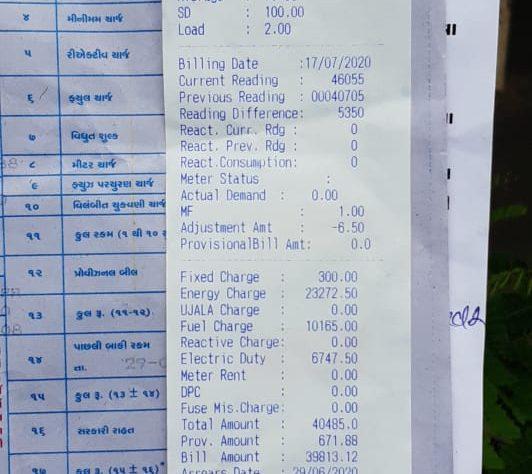 SD : 100.00
Load : 2.00
Billing Date :17/07/2020
Current Reading : 46055
Previous Reading : 00040705
Reading Difference: 5350
React. Curr. Rdg : 0
React. Prev. Rdg : 0
React.Consumption: 0
Meter Status :
Actual Demand : 0.00
MF : 1.00
Adjustment Amt : -6.50
ProvisionalBill Amt: 0.0
Fixed Charge : 300.00
Energy Charge : 23272.50
UJALA Charge : 0.00
Fuel Charge : 10165.00
Reactive Charge: 0.00
Electric Duty : 6747.50
Meter Rent : 0.00
DPC : 0.00
Fuse Mis.Charge: 0.00
Total Amount : 40485.0
Prov. Amount : 671.88
Bill Amount : 39813.12
Arrears Date : 29/06/2020
૪ મીનીમમ ચાર્જ
૫ રીએક્ટીવ ચાર્જ
૬ ફ્યુલ ચાર્જ
૭ વિદ્યુત શુલ્ક
૮ મીટર ચાર્જ
૯ ફ્યુઝ પરચુરણ ચાર્જ
૧૦ વિલંબીત ચુકવણી ચાર્જ
૧૧ કુલ રકમ (૧ થી ૧૦
૧૨ પ્રોવીઝનલ બીલ
૧૩ કુલ રૂ. (૧૧-૧૨)
૧૪ પાછલી બાકી રકમ
તા.
૧૫ કુલ રૂ. (૧૩ ± ૧૪)
૧૬ સરકારી રાહત
૧૭ કુલ રૂ. (૧૫ ± ૧૬)